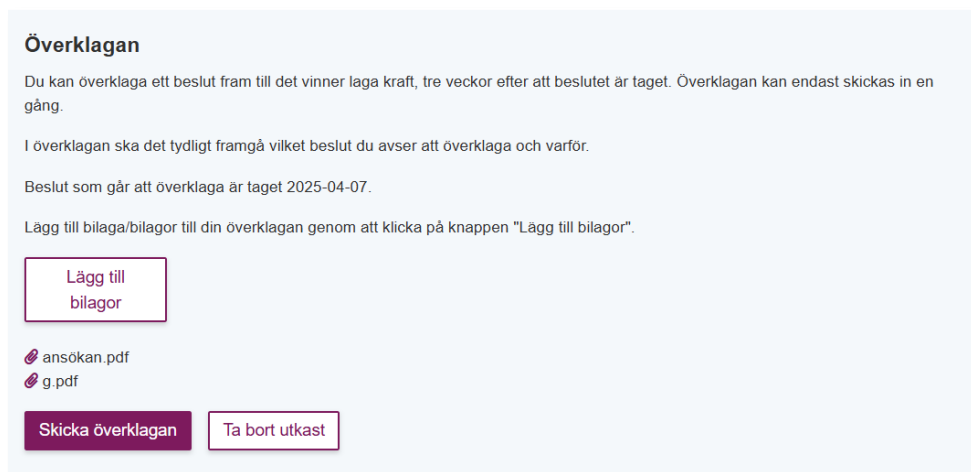 Överklagan
Du kan överklaga ett beslut fram till det vinner laga kraft, tre veckor efter att beslutet är taget. Överklagan kan endast skickas in en
gång.
I överklagan ska det tydligt framgå vilket beslut du avser att överklaga och varför.
Beslut som går att överklaga är taget 2025-04-07.
Lägg till bilaga/bilagor till din överklagan genom att klicka på knappen "Lägg till bilagor".
Lägg till
bilagor
ansökan.pdf
g.pdf
Skicka överklagan Ta bort utkast